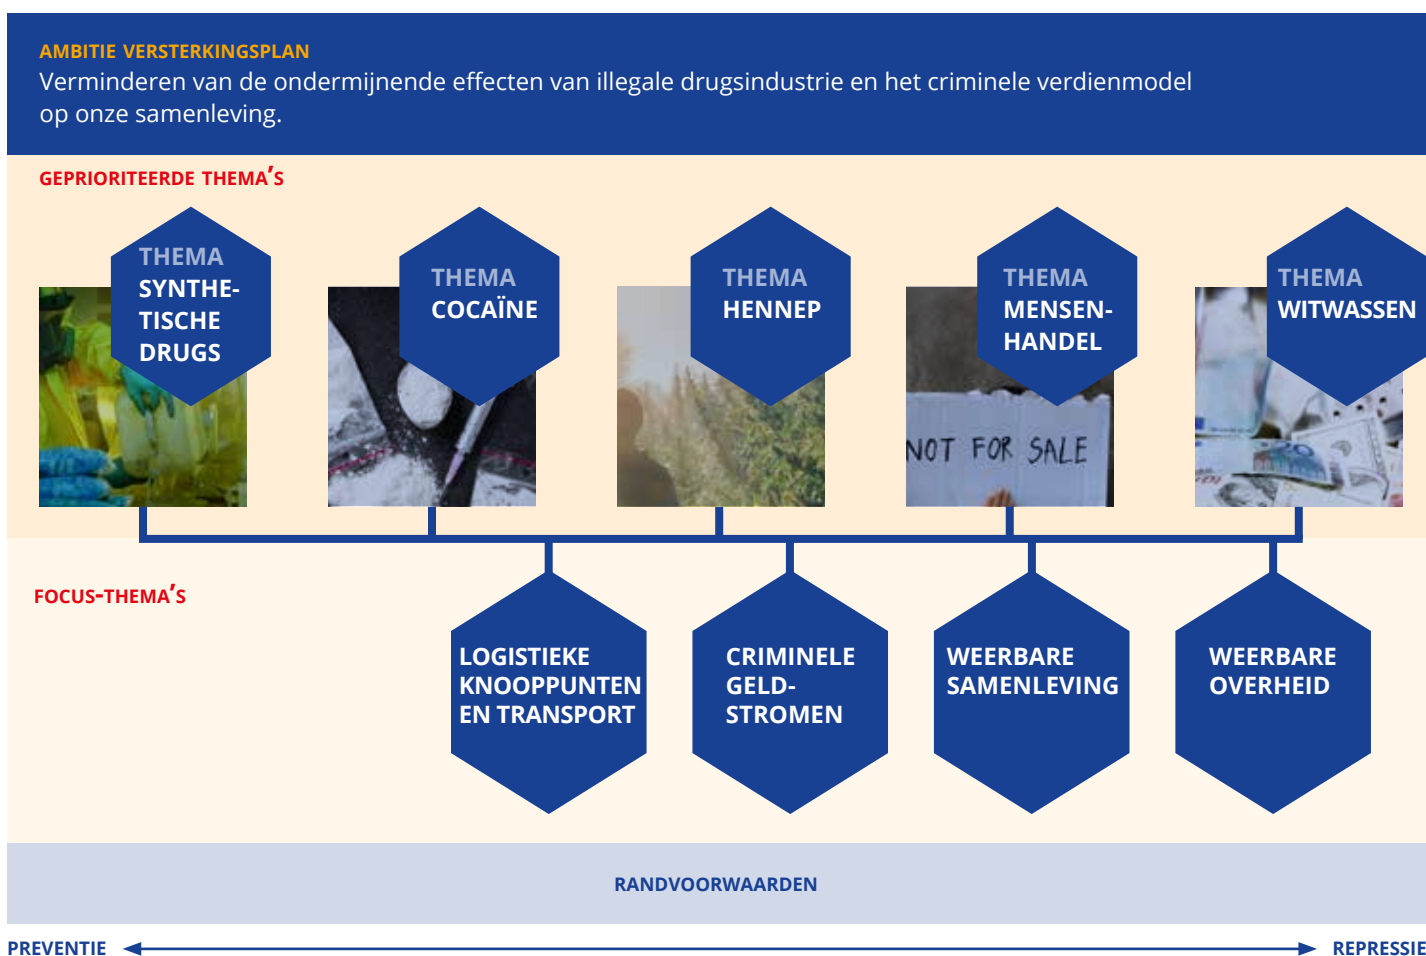 AMBITIE VERSTERKINGSPLAN
Verminderen van de ondermijnende effecten van illegale drugsindustrie en het criminele verdienmodel
op onze samenleving.
GEPRIORITEERDE THEMA'S
THEMA
SYNTHE-
TISCHE
DRUGS
THEMA
COCAÏNE
THEMA
HENNEP
THEMA
MENSEN-
HANDEL
THEMA
WITWASSEN
NOT FOR SALE
20
FOCUS-THEMA'S
LOGISTIEKE
KNOOPPUNTEN
EN TRANSPORT
CRIMINELE
GELD-
STROMEN
WEERBARE
SAMENLEVING
WEERBARE
OVERHEID
RANDVOORWAARDEN
PREVENTIE
REPRESSIE